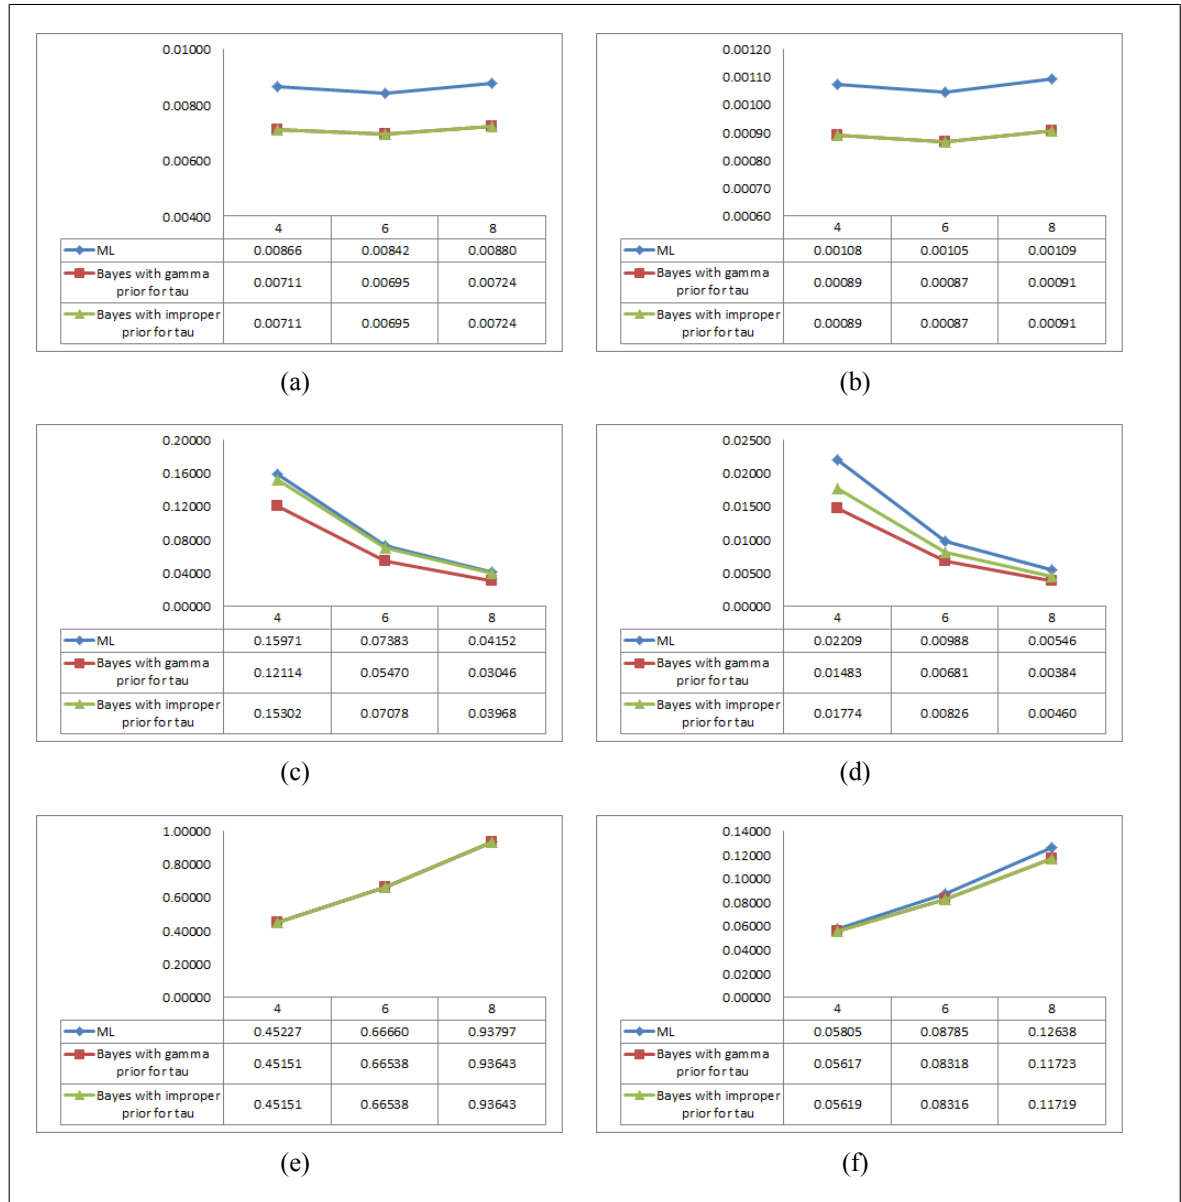 0.01000
0.00800
0.00600
0.00400
4 6 8
ML 0.00866 0.00842 0.00880
Bayes with gamma
prior for tau 0.00711 0.00695 0.00724
Bayes with improper
prior for tau 0.00711 0.00695 0.00724
(a)
0.00120
0.00110
0.00100
0.00090
0.00080
0.00070
0.00060
4 6 8
ML 0.00108 0.00105 0.00109
Bayes with gamma
prior for tau 0.00089 0.00087 0.00091
Bayes with improper
prior for tau 0.00089 0.00087 0.00091
(b)
0.20000
0.16000
0.12000
0.08000
0.04000
0.00000
4 6 8
ML 0.15971 0.07383 0.04152
Bayes with gamma
prior for tau 0.12114 0.05470 0.03046
Bayes with improper
prior for tau 0.15302 0.07078 0.03968
(c)
0.02500
0.02000
0.01500
0.01000
0.00500
0.00000
4 6 8
ML 0.02209 0.00988 0.00546
Bayes with gamma
prior for tau 0.01483 0.00681 0.00384
Bayes with improper
prior for tau 0.01774 0.00826 0.00460
(d)
1.00000
0.80000
0.60000
0.40000
0.20000
0.00000
4 6 8
ML 0.45227 0.66660 0.93797
Bayes with gamma
prior for tau 0.45151 0.66538 0.93643
Bayes with improper
prior for tau 0.45151 0.66538 0.93643
(e)
0.14000
0.12000
0.10000
0.08000
0.06000
0.04000
0.02000
0.00000
4 6 8
ML 0.05805 0.08785 0.12638
Bayes with gamma
prior for tau 0.05617 0.08318 0.11723
Bayes with improper
prior for tau 0.05619 0.08316 0.11719
(f)